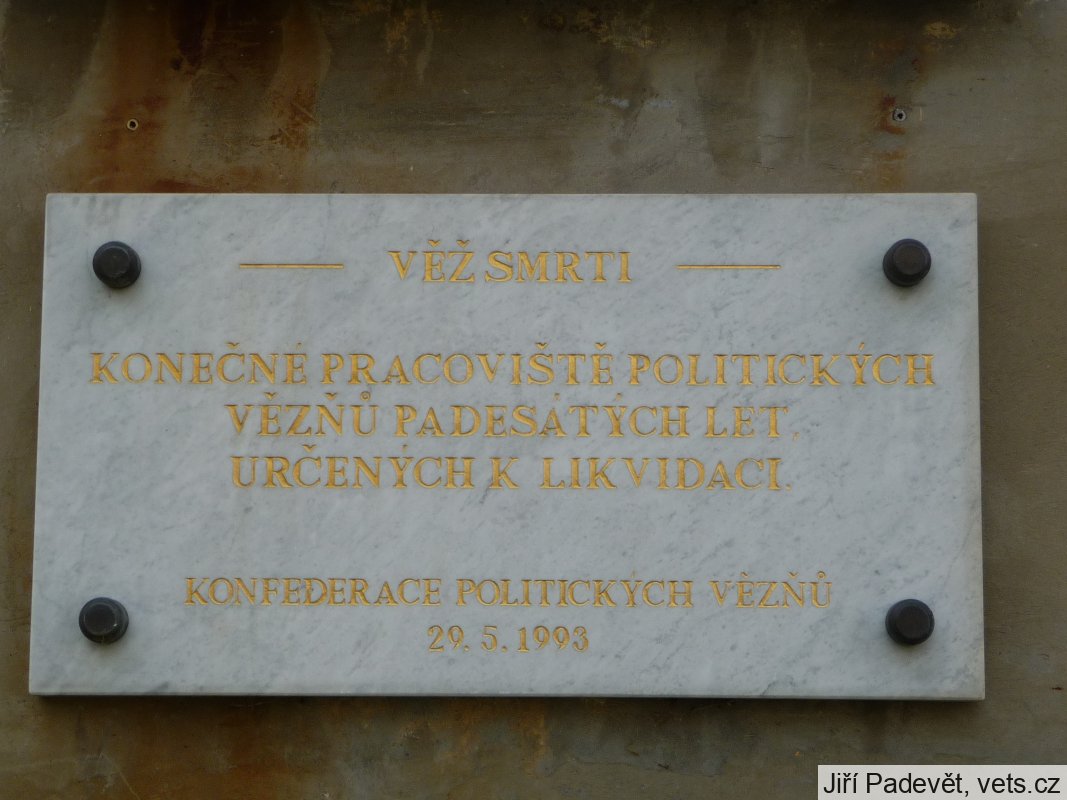 VĚŽ SMRTI
KONEČNÉ PRACOVIŠTĚ POLITICKÝCH
VĚZŇŮ PADESÁTÝCH LET,
URČENÝCH K LIKVIDACI.
KONFEDERACE POLITICKÝCH VĚZŇŮ
29. 5. 1993
Jiří Padevět, vets.cz